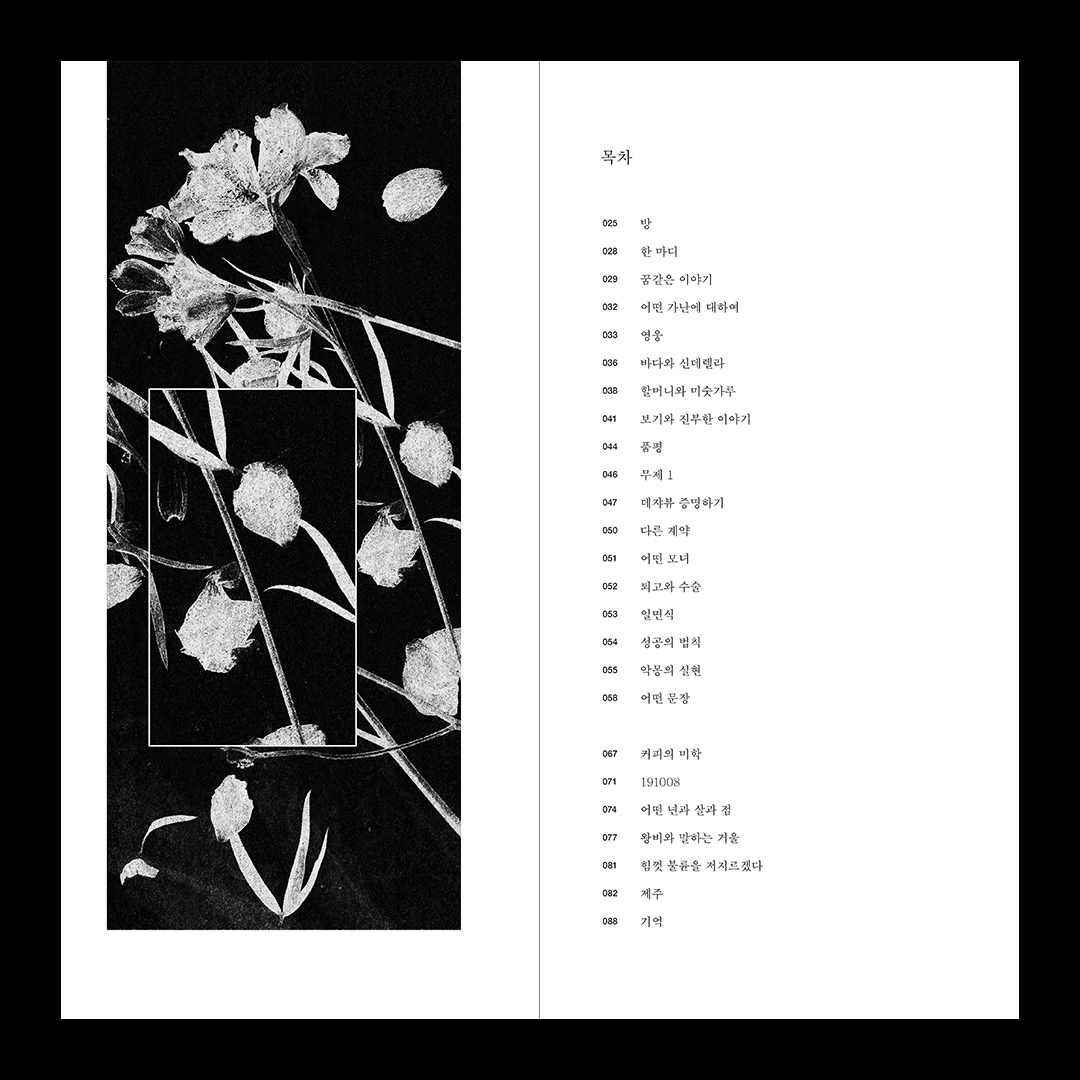 목차
025 방
028 한 마디
029 꿈같은 이야기
032 어떤 가난에 대하여
033 영웅
036 바다와 신데렐라
038 할머니와 미숫가루
041 보기와 진부한 이야기
044 품평
046 무제 1
047 데쟈뷰 증명하기
050 다른 계약
051 어떤 모녀
052 퇴고와 수술
053 일면식
054 성공의 법칙
055 악몽의 실현
058 어떤 문장
067 커피의 미학
071 191008
074 어떤 년과 살과 점
077 왕비와 말하는 거울
081 힘껏 불륜을 저지르겠다
082 제주
088 기억